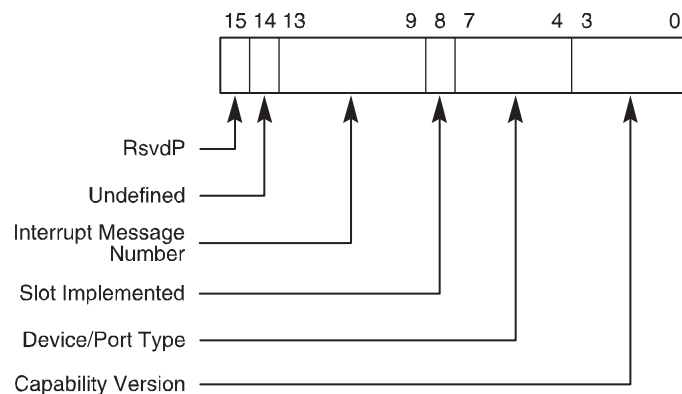 15 14 13 9 8 7 4 3 0
RsvdP
Undefined
Interrupt Message
Number
Slot Implemented
Device/Port Type
Capability Version